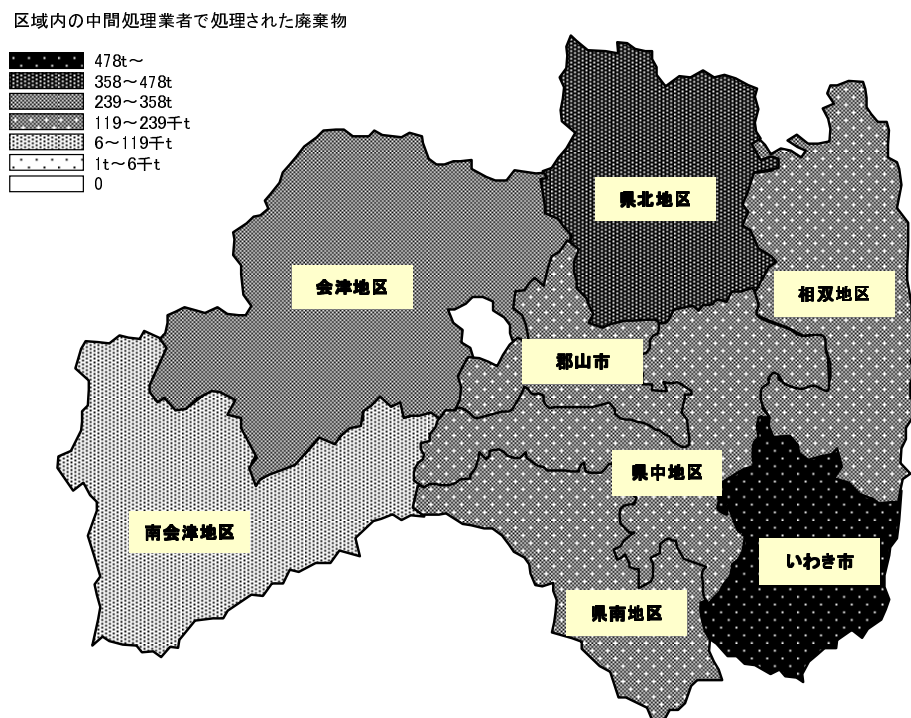 区域内の中間処理業者で処理された廃棄物
478t～
358～478t
239～358t
119～239千t
6～119千t
1t～6千t
0
県北地区
会津地区
相双地区
郡山市
県中地区
南会津地区
いわき市
県南地区